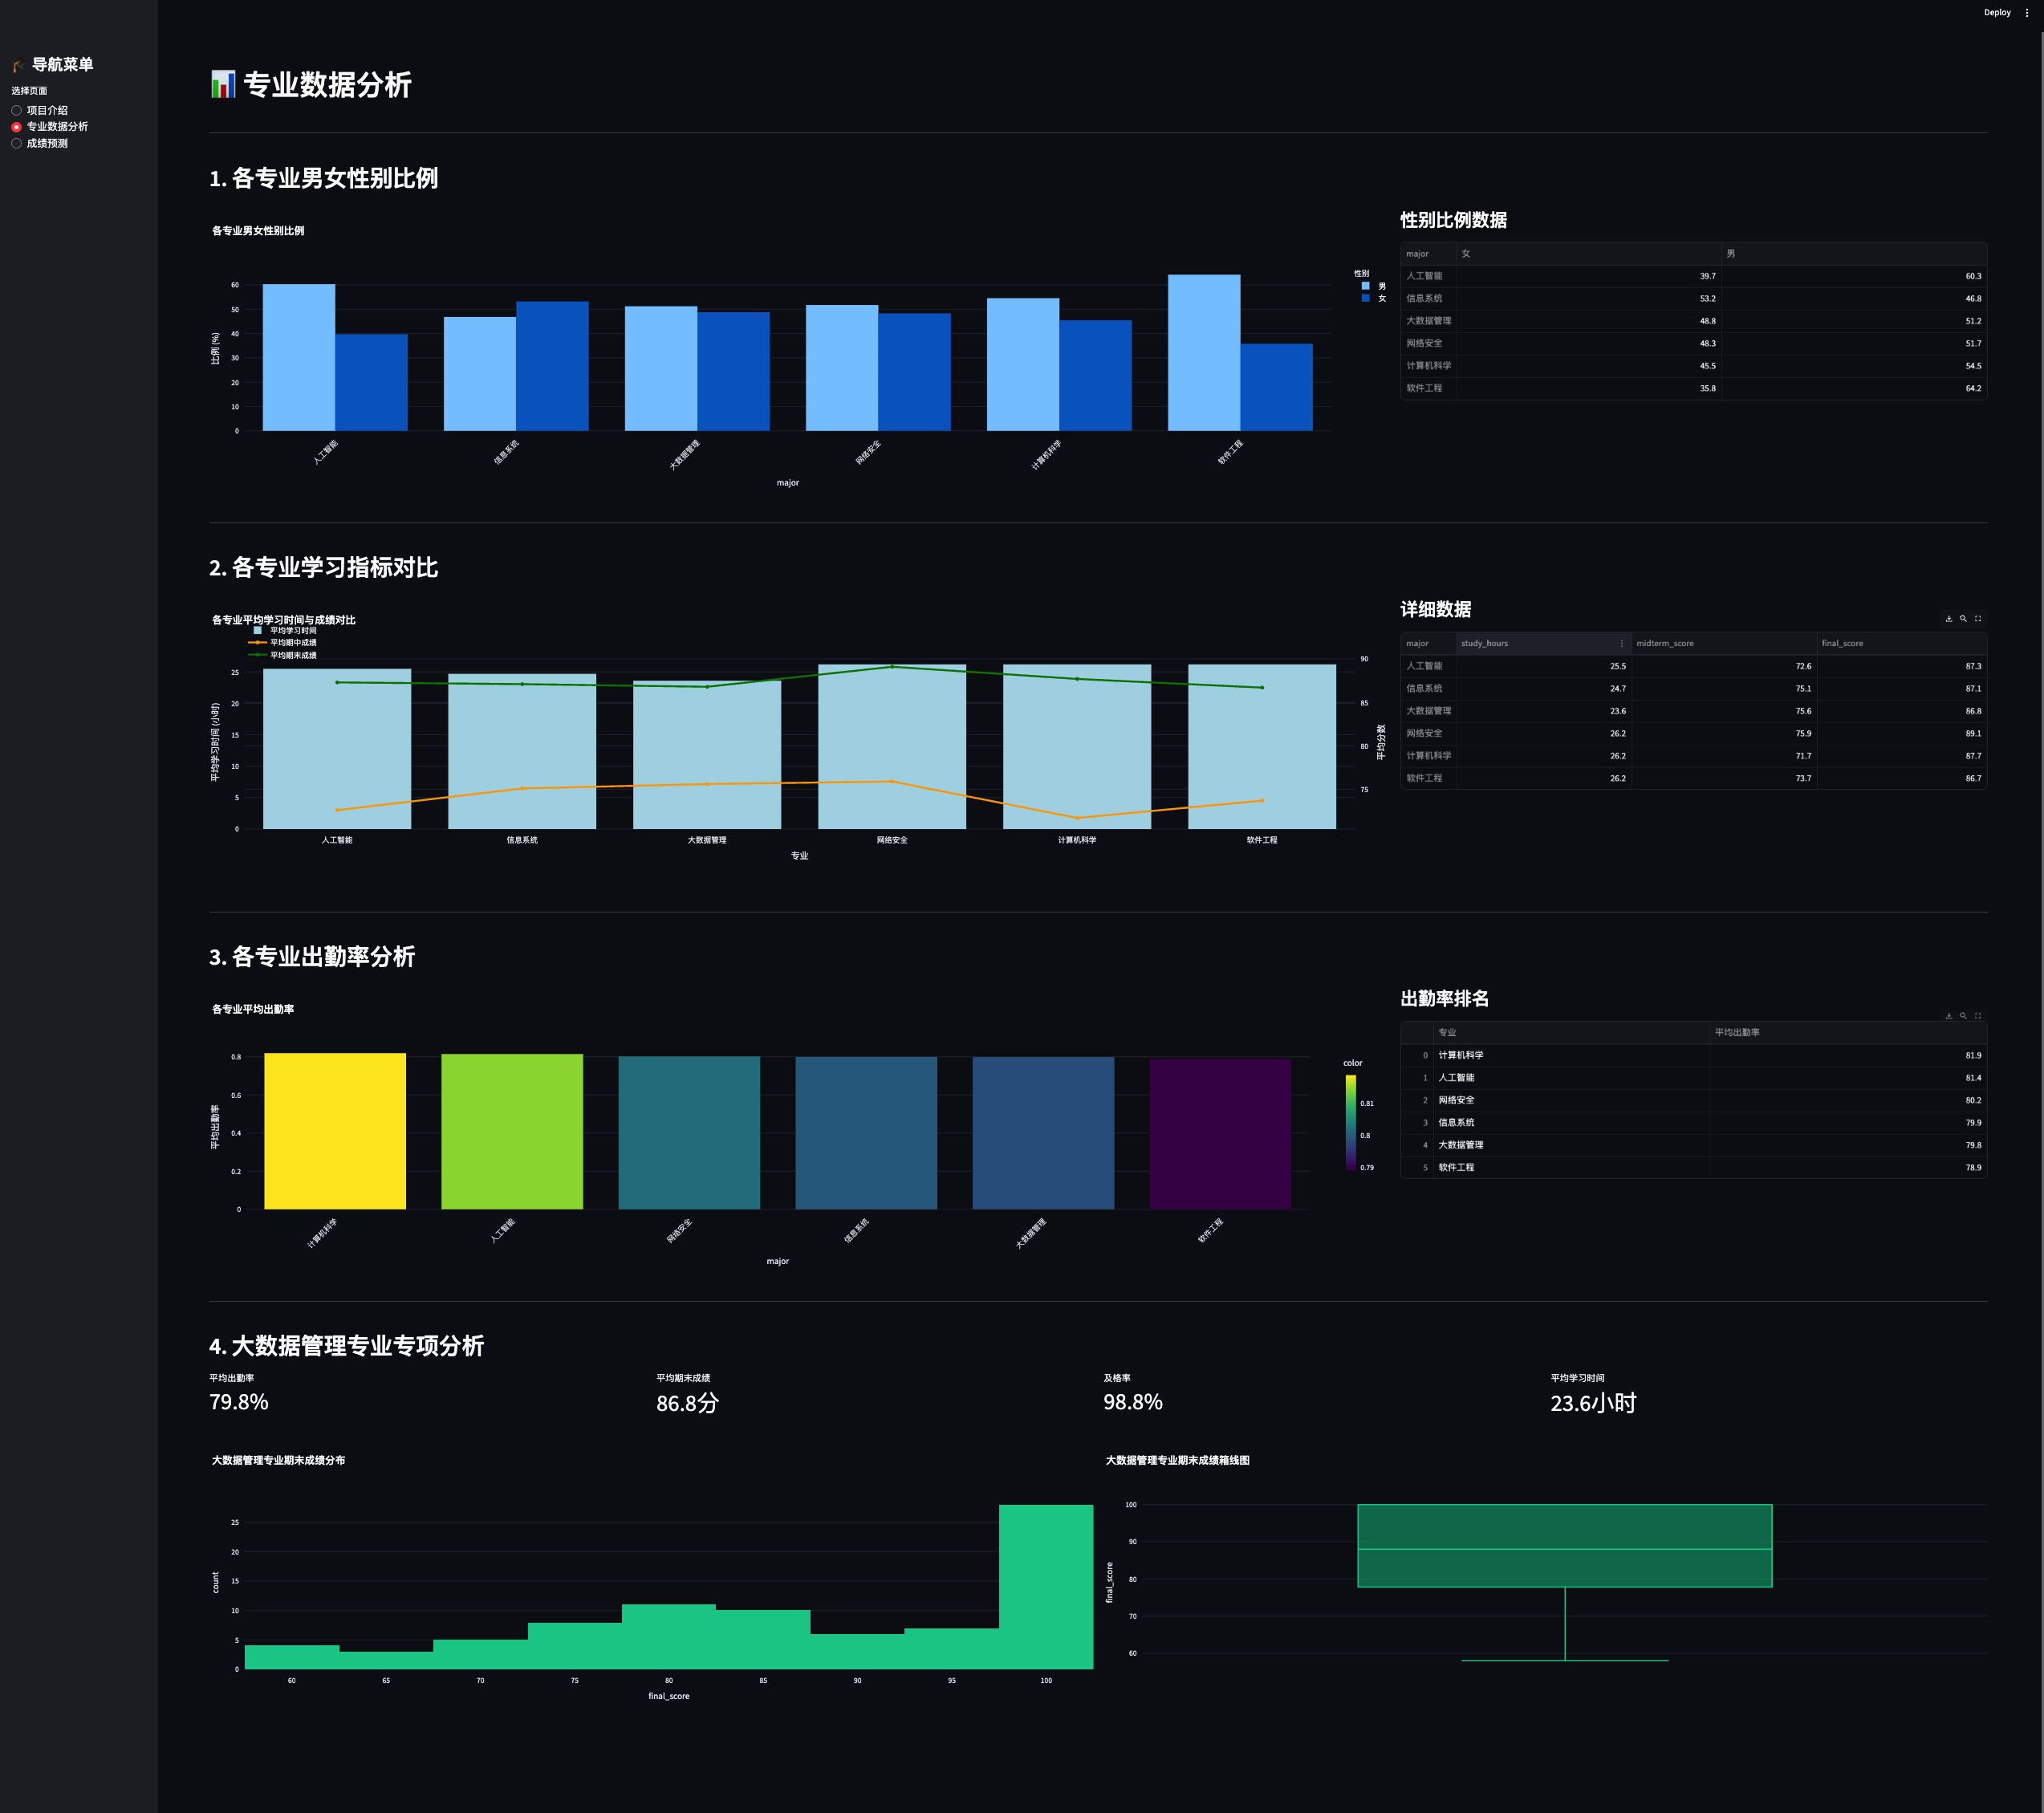 Deploy
🎓 导航菜单
选择页面
项目介绍
专业数据分析
成绩预测
📊 专业数据分析
1. 各专业男女性别比例
各专业男女性别比例
60
50
40
30
20
10
0
比例 (%)
人工智能
信息系统
大数据管理
网络安全
计算机科学
软件工程
major
性别
男
女
性别比例数据
major 女 男
人工智能 39.7 60.3
信息系统 53.2 46.8
大数据管理 48.8 51.2
网络安全 48.3 51.7
计算机科学 45.5 54.5
软件工程 35.8 64.2
2. 各专业学习指标对比
各专业平均学习时间与成绩对比
平均学习时间
平均期中成绩
平均期末成绩
25
20
15
10
5
0
平均学习时间 (小时)
90
85
80
75
平均分数
人工智能 信息系统 大数据管理 网络安全 计算机科学 软件工程
专业
详细数据
major study_hours midterm_score final_score
人工智能 25.5 72.6 87.3
信息系统 24.7 75.1 87.1
大数据管理 23.6 75.6 86.8
网络安全 26.2 75.9 89.1
计算机科学 26.2 71.7 87.7
软件工程 26.2 73.7 86.7
3. 各专业出勤率分析
各专业平均出勤率
0.8
0.6
0.4
0.2
0
平均出勤率
计算机科学
人工智能
网络安全
信息系统
大数据管理
软件工程
major
color
0.81
0.8
0.79
出勤率排名
专业 平均出勤率
0 计算机科学 81.9
1 人工智能 81.4
2 网络安全 80.2
3 信息系统 79.9
4 大数据管理 79.8
5 软件工程 78.9
4. 大数据管理专业专项分析
平均出勤率
79.8%
平均期末成绩
86.8分
及格率
98.8%
平均学习时间
23.6小时
大数据管理专业期末成绩分布
25
20
15
10
5
0
count
60 65 70 75 80 85 90 95 100
final_score
大数据管理专业期末成绩箱线图
100
90
80
70
60
final_score